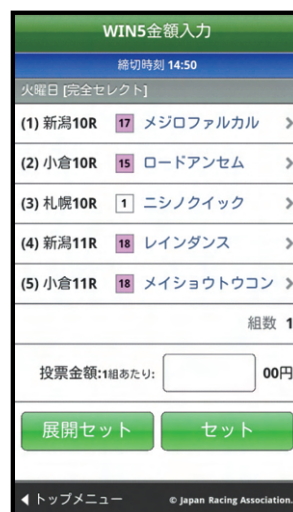 WIN5金額入力
締切時刻 14:50
火曜日 [完全セレクト]
(1) 新潟10R 17 メジロファルカル
(2) 小倉10R 15 ロードアンセム
(3) 札幌10R 1 ニシノクイック
(4) 新潟11R 18 レインダンス
(5) 小倉11R 18 メイショウトウコン
組数 1
投票金額:1組あたり: 00円
展開セット セット
トップメニュー © Japan Racing Association.